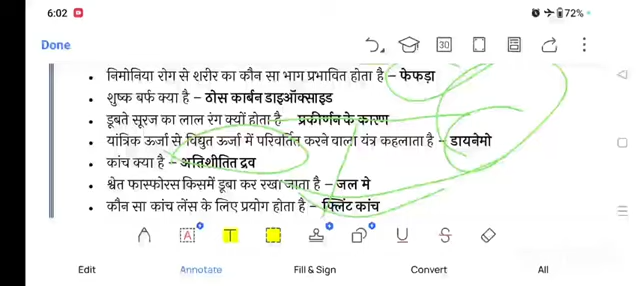 6:02
72%
Done
30
निमोनिया रोग से शरीर का कौन सा भाग प्रभावित होता है – फेफड़ा
शुष्क बर्फ क्या है – ठोस कार्बन डाइऑक्साइड
डूबते सूरज का लाल रंग क्यों होता है – प्रकीर्णन के कारण
यांत्रिक ऊर्जा से विद्युत ऊर्जा में परिवर्तित करने वाला यंत्र कहलाता है – डायनेमो
कांच क्या है – अतिशीतित द्रव
श्वेत फास्फोरस किसमें डूबा कर रखा जाता है – जल मे
कौन सा कांच लेंस के लिए प्रयोग होता है – फ्लिंट कांच
A T U S
Edit Annotate Fill & Sign Convert All